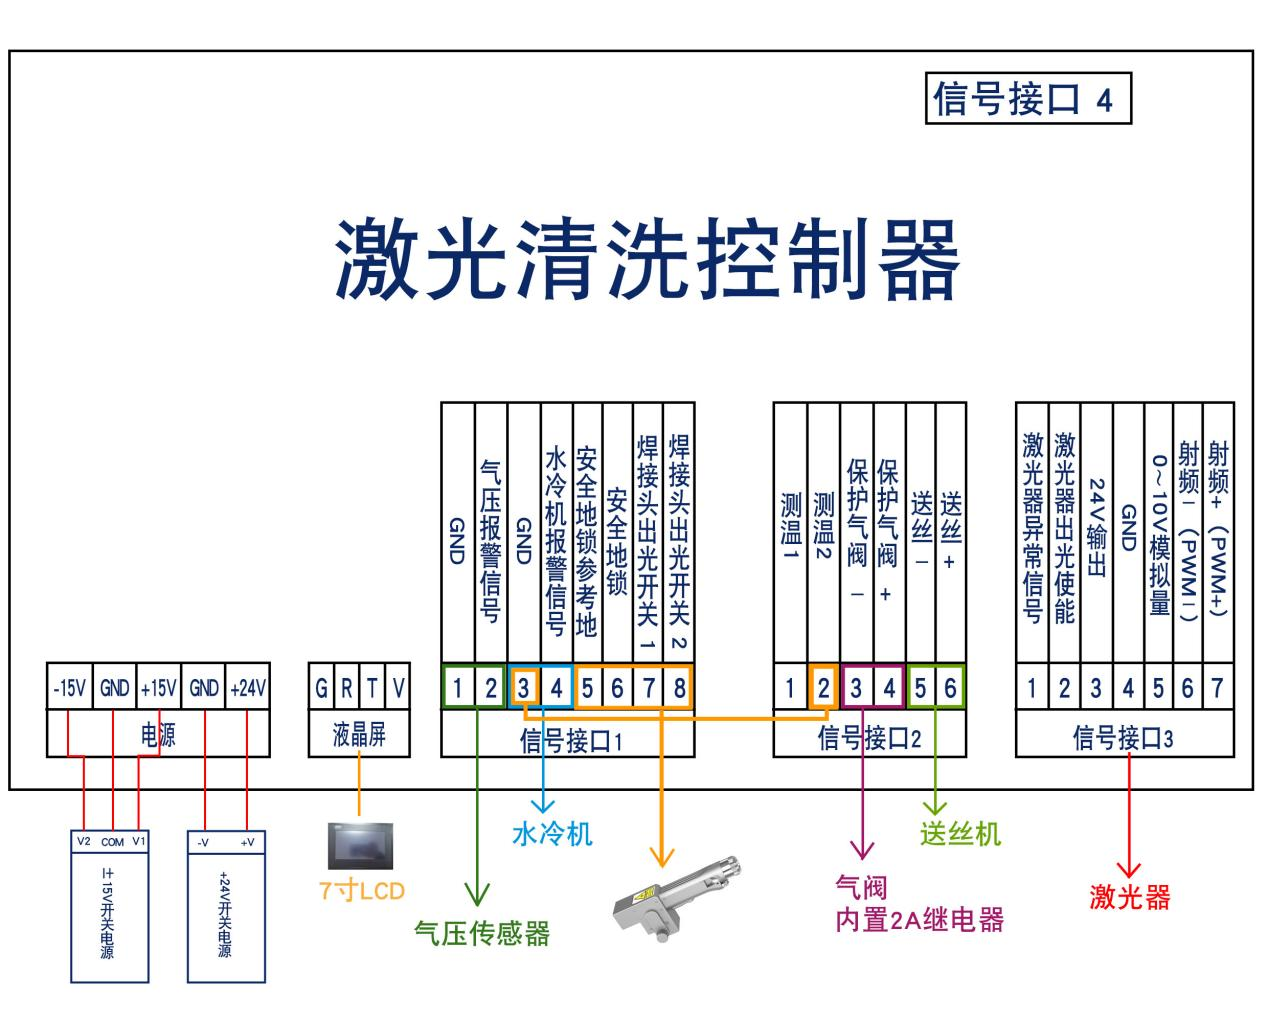 信号接口 4
激光清洗控制器
GND
气压报警信号
GND
水冷机报警信号
安全地锁参考地
安全地锁
焊接头出光开关 1
焊接头出光开关 2
测温1
测温2
保护气阀 -
保护气阀 +
送丝 -
送丝 +
激光器异常信号
激光器出光使能
24V输出
GND
0~10V模拟量
射频-（PWM-）
射频+（PWM+）
-15V GND +15V GND +24V
G R T V
1 2 3 4 5 6 7 8
1 2 3 4 5 6
1 2 3 4 5 6 7
电源
液晶屏
信号接口1
信号接口2
信号接口3
V2 COM V1
-V +V
±15V开关电源
+24V开关电源
7寸LCD
气压传感器
水冷机
气阀
内置2A继电器
送丝机
激光器